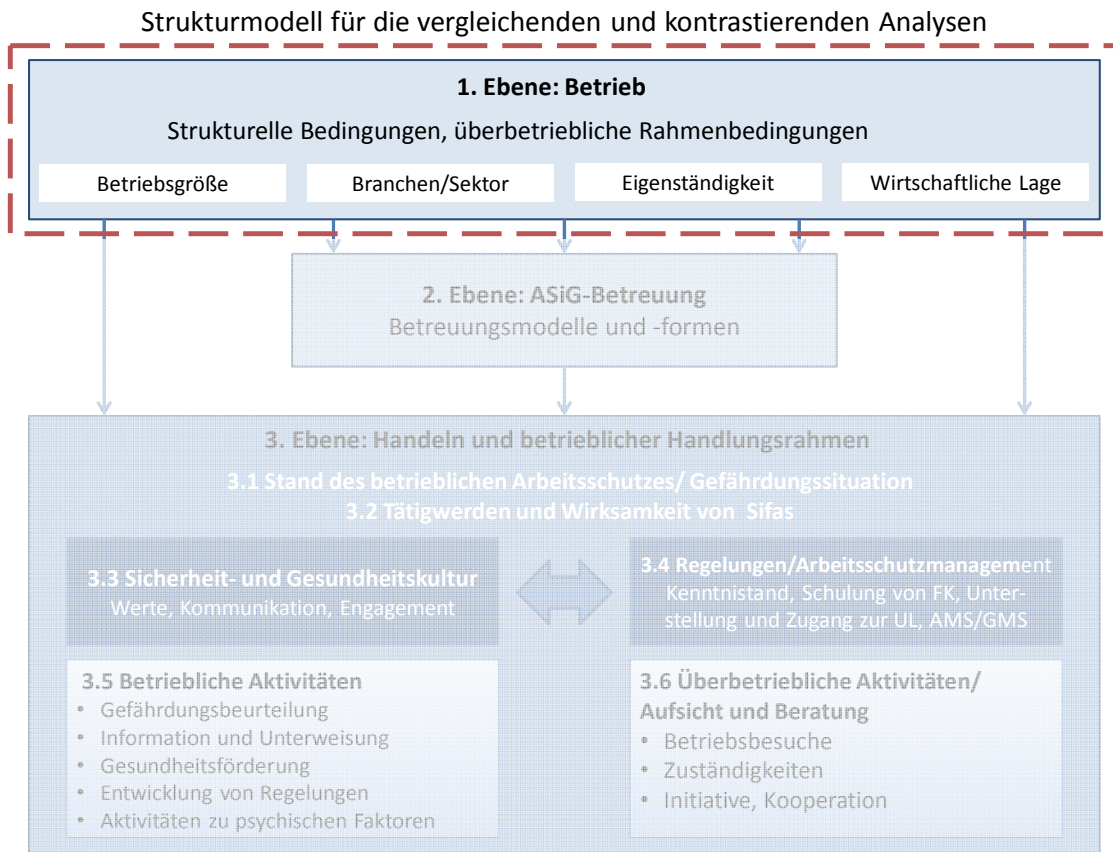 Strukturmodell für die vergleichenden und kontrastierenden Analysen
1. Ebene: Betrieb
Strukturelle Bedingungen, überbetriebliche Rahmenbedingungen
Betriebsgröße
Branchen/Sektor
Eigenständigkeit
Wirtschaftliche Lage
2. Ebene: ASiG-Betreuung
Betreuungsmodelle und -formen
3. Ebene: Handeln und betrieblicher Handlungsrahmen
3.1 Stand des betrieblichen Arbeitsschutzes/ Gefährdungssituation
3.2 Tätigwerden und Wirksamkeit von Sifas
3.3 Sicherheit- und Gesundheitskultur
Werte, Kommunikation, Engagement
3.4 Regelungen/Arbeitsschutzmanagement
Kenntnistand, Schulung von FK, Unter-
stellung und Zugang zur UL, AMS/GMS
3.5 Betriebliche Aktivitäten
• Gefährdungsbeurteilung
• Information und Unterweisung
• Gesundheitsförderung
• Entwicklung von Regelungen
• Aktivitäten zu psychischen Faktoren
3.6 Überbetriebliche Aktivitäten/
Aufsicht und Beratung
• Betriebsbesuche
• Zuständigkeiten
• Initiative, Kooperation